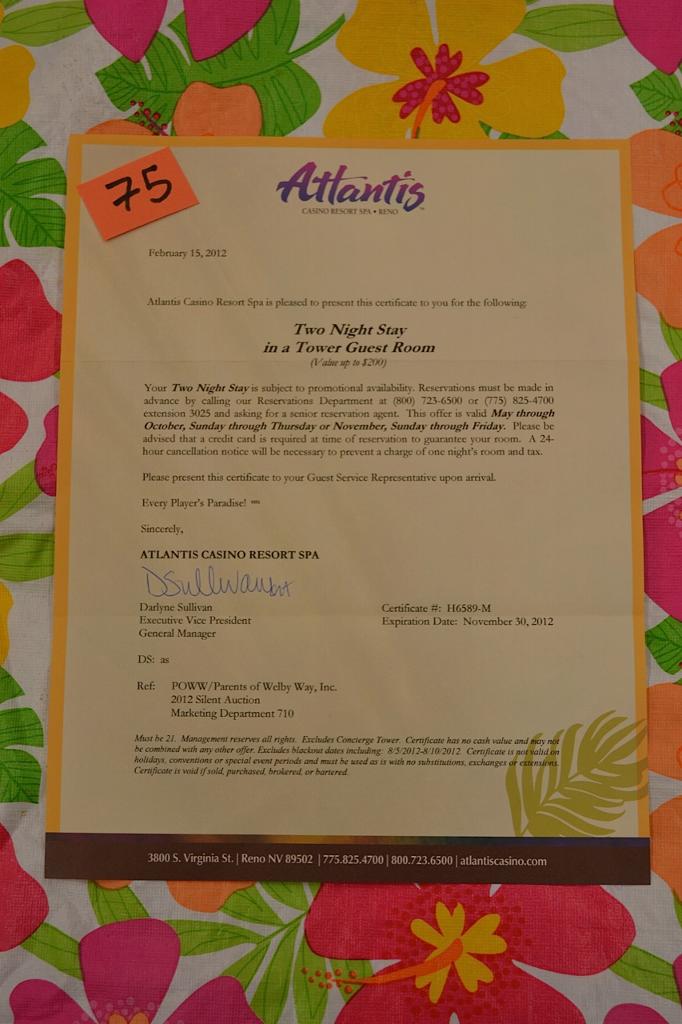 75
Atlantis
CASINO RESORT SPA • RENO
February 15, 2012
Atlantis Casino Resort Spa is pleased to present this certificate to you for the following:
Two Night Stay
in a Tower Guest Room
(Value up to $200)
Your Two Night Stay is subject to promotional availability. Reservations must be made in
advance by calling our Reservations Department at (800) 723-6500 or (775) 825-4700
extension 3025 and asking for a senior reservation agent. This offer is valid May through
October, Sunday through Thursday or November, Sunday through Friday. Please be
advised that a credit card is required at time of reservation to guarantee your room. A 24-
hour cancellation notice will be necessary to prevent a charge of one night's room and tax.
Please present this certificate to your Guest Service Representative upon arrival.
Every Player's Paradise!
Sincerely,
ATLANTIS CASINO RESORT SPA
DSullivan
Darlyne Sullivan
Executive Vice President
General Manager
Certificate #: H6589-M
Expiration Date: November 30, 2012
DS: as
Ref: POWW/Parents of Welby Way, Inc.
2012 Silent Auction
Marketing Department 710
Must be 21. Management reserves all rights. Excludes Concierge Tower. Certificate has no cash value and may not
be combined with any other offer. Excludes blackout dates including: 8/5/2012-8/10/2012. Certificate is not valid on
holidays, conventions or special event periods and must be used as is with no substitutions, exchanges or extensions.
Certificate is void if sold, purchased, brokered, or bartered.
3800 S. Virginia St. | Reno NV 89502 | 775.825.4700 | 800.723.6500 | atlantiscasino.com